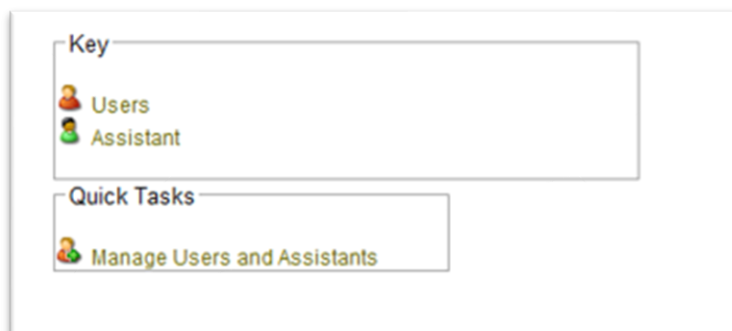 Key
Users
Assistant
Quick Tasks
Manage Users and Assistants